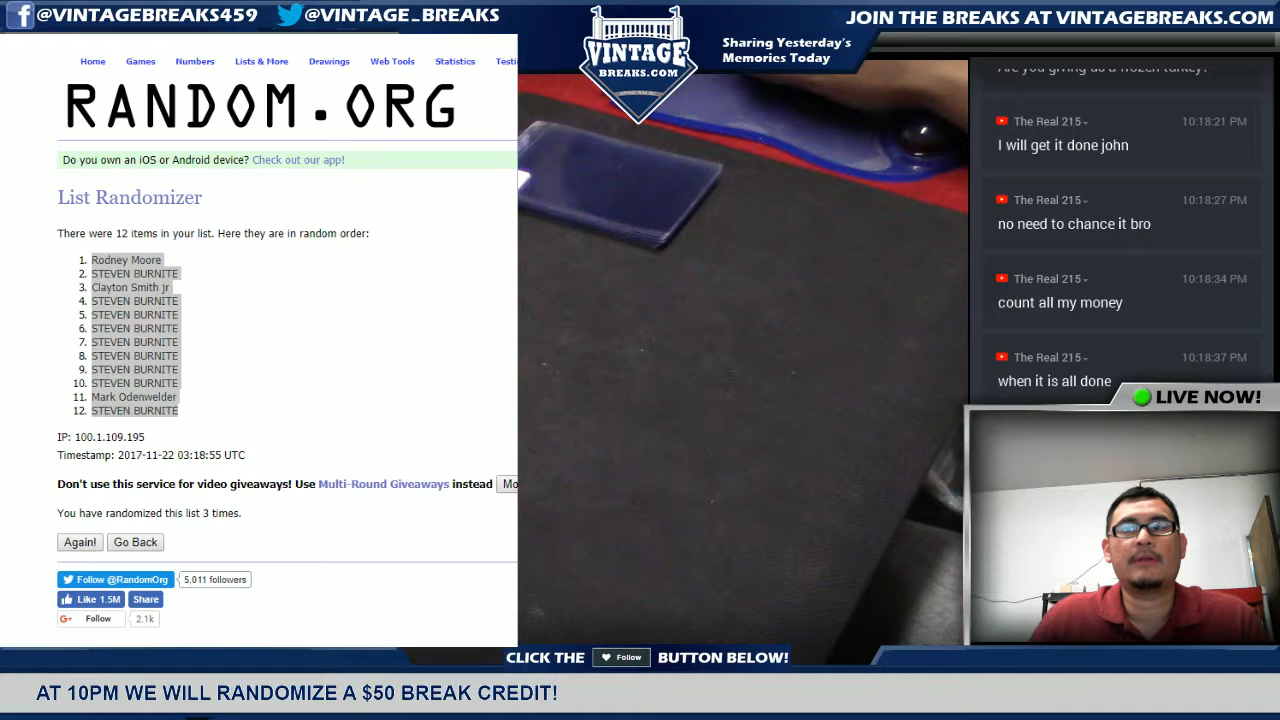 @VINTAGEBREAKS459
@VINTAGE_BREAKS
VINTAGE
BREAKS.COM
Sharing Yesterday's
Memories Today
JOIN THE BREAKS AT VINTAGEBREAKS.COM
Home Games Numbers Lists & More Drawings Web Tools Statistics Testi
RANDOM.ORG
Do you own an iOS or Android device? Check out our app!
List Randomizer
There were 12 items in your list. Here they are in random order:
1. Rodney Moore
2. STEVEN BURNITE
3. Clayton Smith jr
4. STEVEN BURNITE
5. STEVEN BURNITE
6. STEVEN BURNITE
7. STEVEN BURNITE
8. STEVEN BURNITE
9. STEVEN BURNITE
10. STEVEN BURNITE
11. Mark Odenwelder
12. STEVEN BURNITE
IP: 100.1.109.195
Timestamp: 2017-11-22 03:18:55 UTC
Don't use this service for video giveaways! Use Multi-Round Giveaways instead Mo
You have randomized this list 3 times.
Again! Go Back
Follow @RandomOrg 5,011 followers
Like 1.5M Share
G+ Follow 2.1k
Are you giving us a frozen turkey?
The Real 215 10:18:21 PM
I will get it done john
The Real 215 10:18:27 PM
no need to chance it bro
The Real 215 10:18:34 PM
count all my money
The Real 215 10:18:37 PM
when it is all done
LIVE NOW!
CLICK THE Follow BUTTON BELOW!
AT 10PM WE WILL RANDOMIZE A $50 BREAK CREDIT!